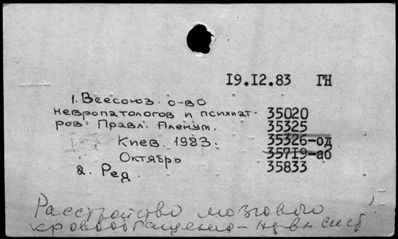 19.12.83 ГН
1. Всесоюз. о-во
невропатологов и психиат-
ров. Правл. Пленум.
Киев. 1983.
Октябрь
2. Ред
35020
35325
35326-од
35719-аб
35833
Расстройство мозгового
кровообращения-